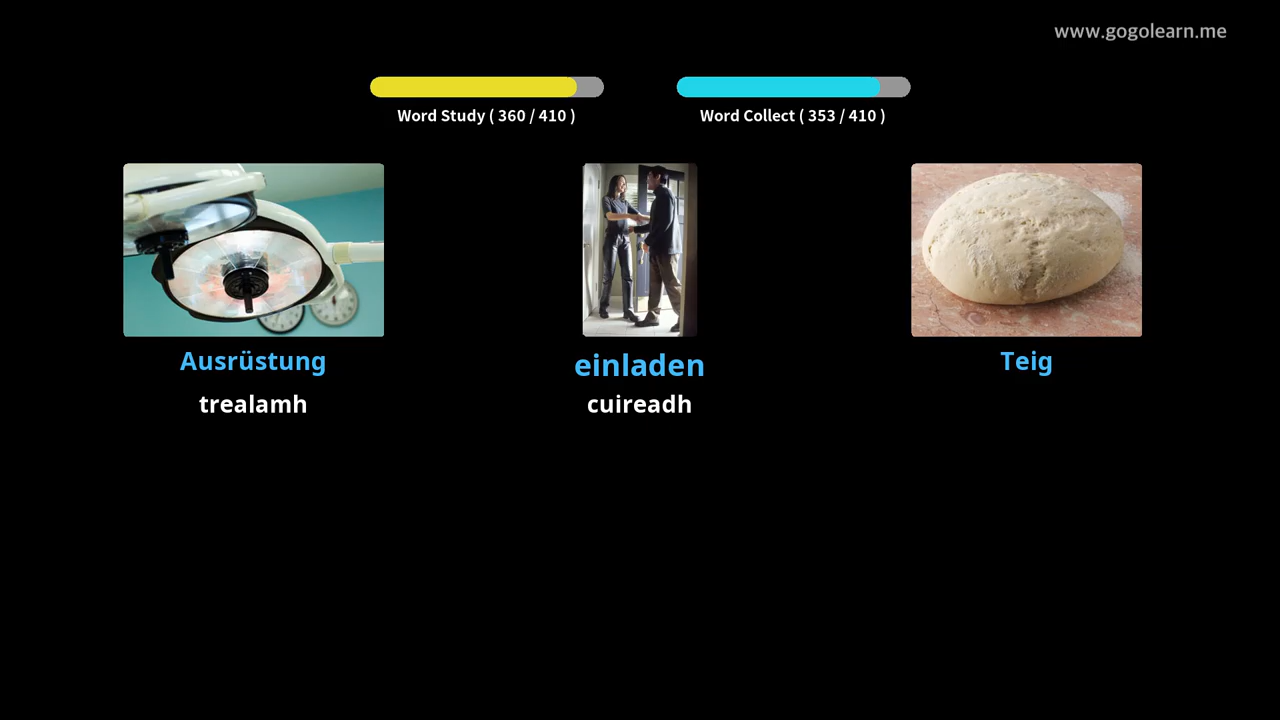 www.gogolearn.me
Word Study ( 360 / 410 )
Word Collect ( 353 / 410 )
Ausrüstung
einladen
Teig
trealamh
cuireadh